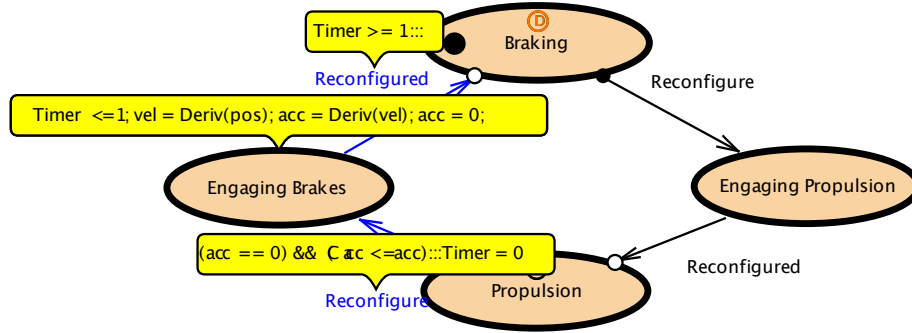 D
Timer >= 1:::
Braking
Reconfigured
Reconfigure
Timer <=1; vel = Deriv(pos); acc = Deriv(vel); acc = 0;
Engaging Brakes
Engaging Propulsion
(acc == 0) && <=acc):::Timer = 0
Reconfigured
Reconfigure
Propulsion